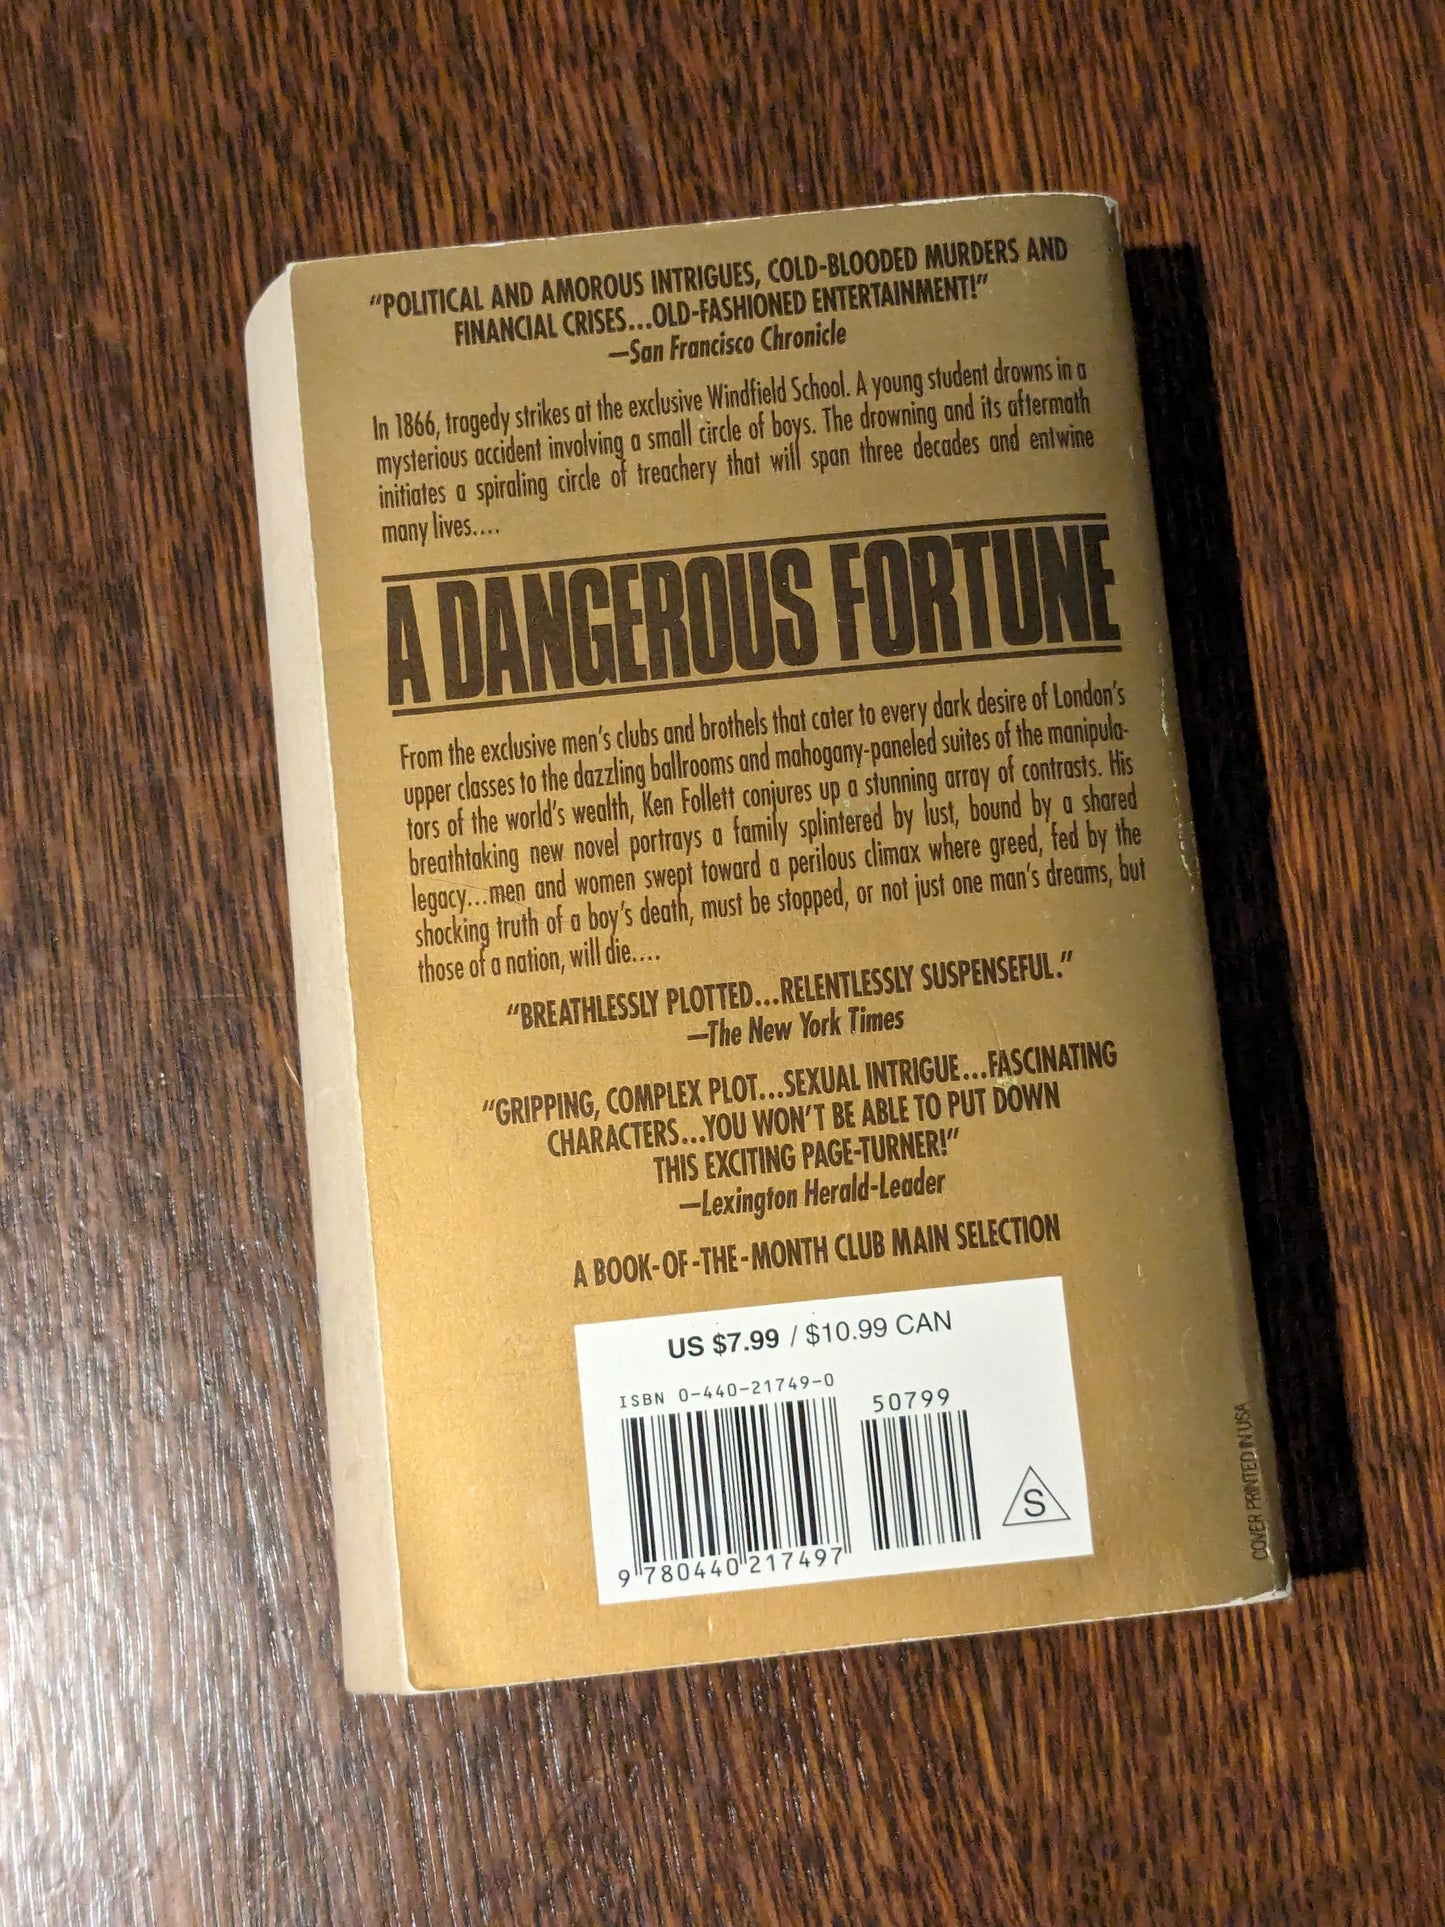 “POLITICAL AND AMOROUS INTRIGUES, COLD-BLOODED MURDERS AND
FINANCIAL CRISES...OLD-FASHIONED ENTERTAINMENT!”
—San Francisco Chronicle
In 1866, tragedy strikes at the exclusive Windfield School. A young student drowns in a
mysterious accident involving a small circle of boys. The drowning and its aftermath
initiates a spiraling circle of treachery that will span three decades and entwine
many lives....
A DANGEROUS FORTUNE
From the exclusive men's clubs and brothels that cater to every dark desire of London's
upper classes to the dazzling ballrooms and mahogany-paneled suites of the manipula-
tors of the world's wealth, Ken Follett conjures up a stunning array of contrasts. His
breathtaking new novel portrays a family splintered by lust, bound by a shared
legacy...men and women swept toward a perilous climax where greed, fed by the
shocking truth of a boy's death, must be stopped, or not just one man's dreams, but
those of a nation, will die....
“BREATHLESSLY PLOTTED...RELENTLESSLY SUSPENSEFUL.”
—The New York Times
“GRIPPING, COMPLEX PLOT...SEXUAL INTRIGUE...FASCINATING
CHARACTERS...YOU WON'T BE ABLE TO PUT DOWN
THIS EXCITING PAGE-TURNER!”
—Lexington Herald-Leader
A BOOK-OF-THE-MONTH CLUB MAIN SELECTION
US $7.99 / $10.99 CAN
ISBN 0-440-21749-0
50799
S
9 780440 217497
COVER PRINTED IN USA